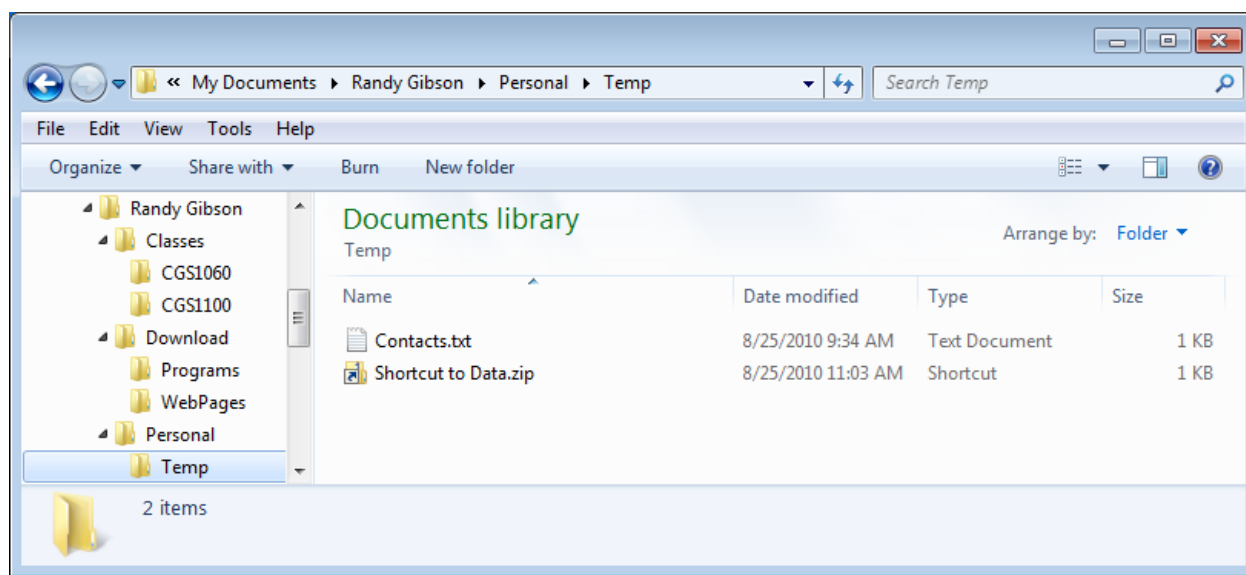 « My Documents Randy Gibson Personal Temp Search Temp
File Edit View Tools Help
Organize Share with Burn New folder
Randy Gibson
Classes
CGS1060
CGS1100
Download
Programs
WebPages
Personal
Temp
Documents library
Temp
Arrange by: Folder
Name Date modified Type Size
Contacts.txt 8/25/2010 9:34 AM Text Document 1 KB
Shortcut to Data.zip 8/25/2010 11:03 AM Shortcut 1 KB
2 items